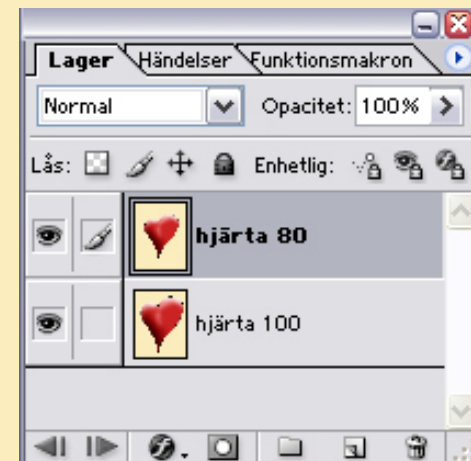 Lager Händelser Funktionsmakron
Normal Opacitet: 100%
Lås: Enhetlig:
hjärta 80
hjärta 100